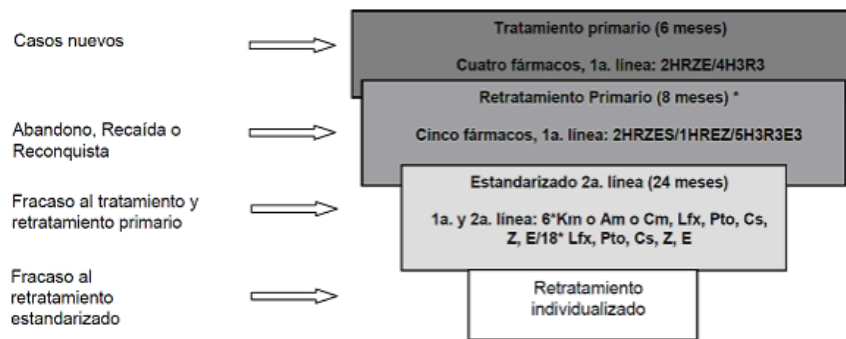 Casos nuevos
Tratamiento primario (6 meses)
Cuatro fármacos, 1a. línea: 2HRZE/4H3R3
Abandono, Recaída o
Reconquista
Retratamiento Primario (8 meses) *
Cinco fármacos, 1a. línea: 2HRZES/1HREZ/5H3R3E3
Fracaso al tratamiento y
retratamiento primario
Estandarizado 2a. línea (24 meses)
1a. y 2a. línea: 6*Km o Am o Cm, Lfx, Pto, Cs,
Z, E/18* Lfx, Pto, Cs, Z, E
Fracaso al
retratamiento
estandarizado
Retratamiento
individualizado